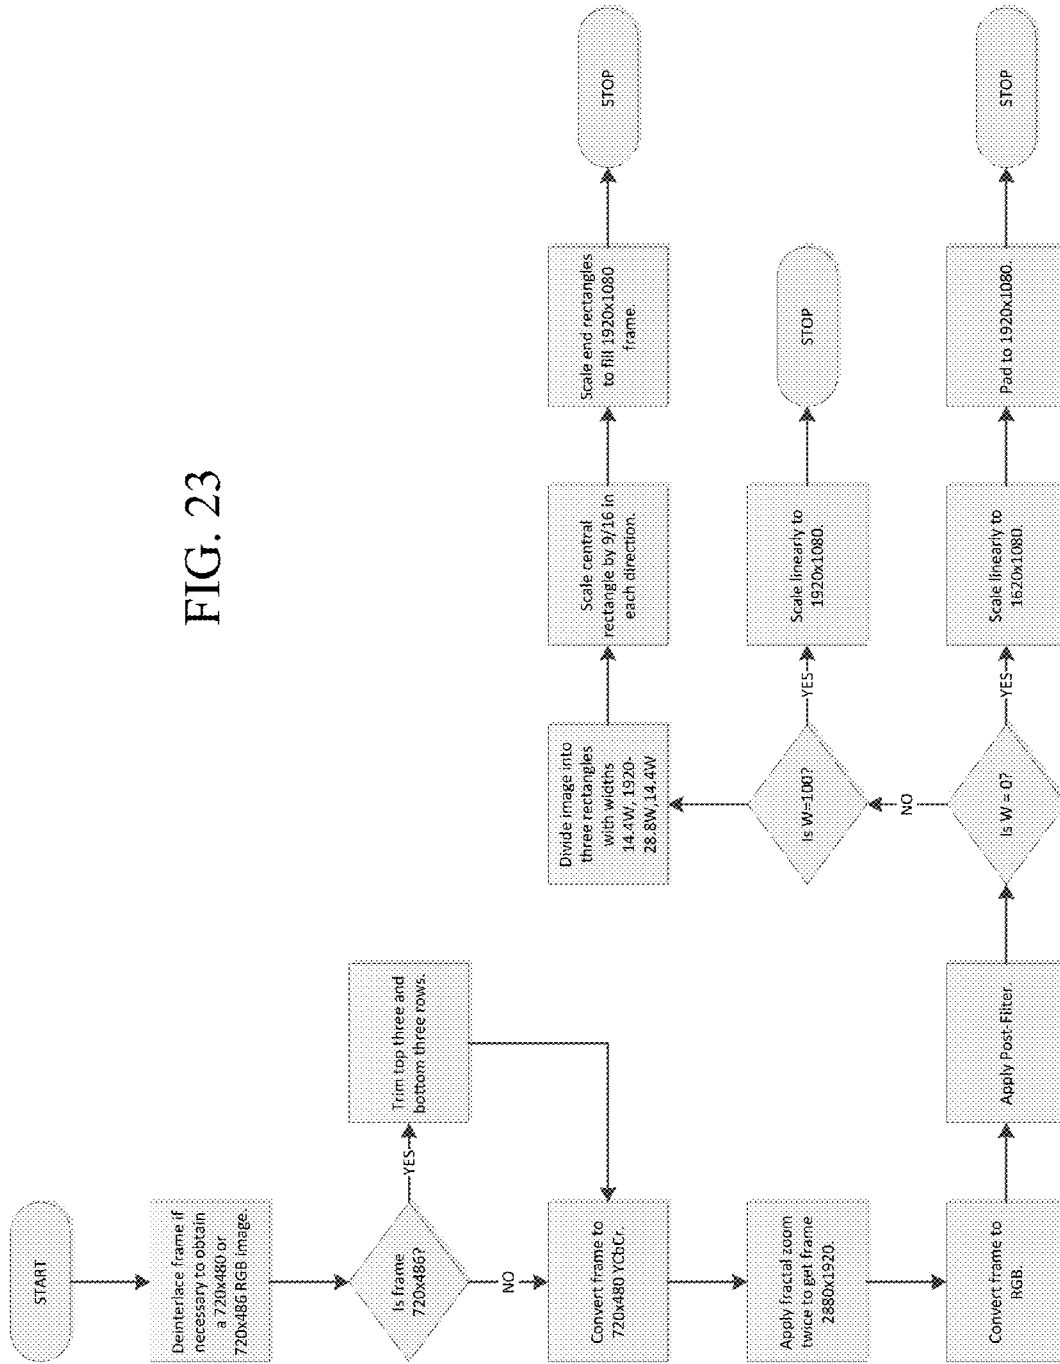 FIG. 23
START
Deinterlace frame if
necessary to obtain
a 720x480 or
720x486 RGB image.
Is frame
720x486?
YES
Trim top three and
bottom three rows.
NO
Convert frame to
720x480 YCbCr.
Apply fractal zoom
twice to get frame
2880x1920.
Convert frame to
RGB.
Apply Post-Filter.
Is W = 0?
YES
Scale linearly to
1620x1080
Pad to 1920x1080.
STOP
NO
Is W=100?
YES
Scale linearly to
1920x1080.
STOP
Divide image into
three rectangles
with widths
14.4W, 1920-
28.8W,14.4W
Scale central
rectangle by 9/16 in
each direction.
Scale end rectangles
to fill 1920x1080
frame.
STOP